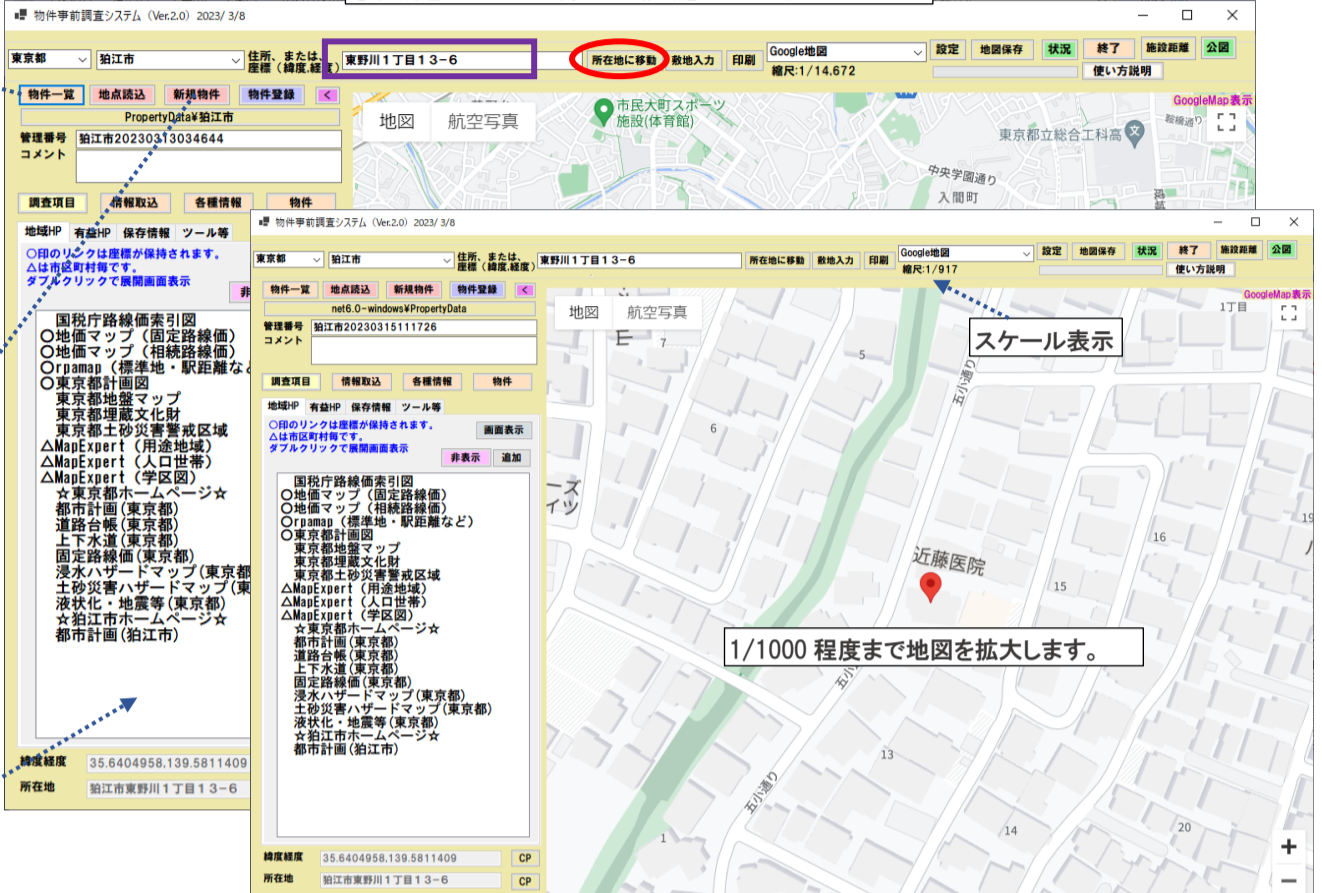 物件事前調査システム（Ver.2.0）2023/ 3/8
東京都
狛江市
住所、または、
座標（緯度,経度）
東野川１丁目１３−６
所在地に移動
敷地入力
印刷
Google地図
縮尺:1/14,672
設定
地図保存
状況
終了
施設距離
公図
使い方説明
物件一覧
地点読込
新規物件
物件登録
<
PropertyData¥狛江市
管理番号
狛江市20230313034644
コメント
調査項目
情報取込
各種情報
物件
地域HP
有益HP
保存情報
ツール等
○印のリンクは座標が保持されます。
△は市区町村毎です。
ダブルクリックで展開画面表示
非
国税庁路線価索引図
○地価マップ（固定路線価）
○地価マップ（相続路線価）
○rpamap（標準地・駅距離な
○東京都計画図
東京都地盤マップ
東京都埋蔵文化財
東京都土砂災害警戒区域
△MapExpert（用途地域）
△MapExpert（人口世帯）
△MapExpert（学区図）
☆東京都ホームページ☆
都市計画(東京都)
道路台帳(東京都)
上下水道(東京都)
固定路線価(東京都)
浸水ハザードマップ(東京都
土砂災害ハザードマップ(東
液状化・地震等(東京都)
☆狛江市ホームページ☆
都市計画(狛江市)
緯度経度
35.6404958,139.5811409
所在地
狛江市東野川１丁目１３−６
地図
航空写真
市民大町スポーツ
施設(体育館)
東京都立総合工科高
GoogleMap表示
中央学園通り
入間町
物件事前調査システム（Ver.2.0）2023/ 3/8
東京都
狛江市
住所、または、
座標（緯度,経度）
東野川１丁目１３−６
所在地に移動
敷地入力
印刷
Google地図
縮尺:1/917
設定
地図保存
状況
終了
施設距離
公図
使い方説明
物件一覧
地点読込
新規物件
物件登録
<
net6.0-windows¥PropertyData
管理番号
狛江市20230315111726
コメント
調査項目
情報取込
各種情報
物件
地域HP
有益HP
保存情報
ツール等
○印のリンクは座標が保持されます。
△は市区町村毎です。
ダブルクリックで展開画面表示
画面表示
非表示
追加
国税庁路線価索引図
○地価マップ（固定路線価）
○地価マップ（相続路線価）
○rpamap（標準地・駅距離など）
○東京都計画図
東京都地盤マップ
東京都埋蔵文化財
東京都土砂災害警戒区域
△MapExpert（用途地域）
△MapExpert（人口世帯）
△MapExpert（学区図）
☆東京都ホームページ☆
都市計画(東京都)
道路台帳(東京都)
上下水道(東京都)
固定路線価(東京都)
浸水ハザードマップ(東京都)
土砂災害ハザードマップ(東京都)
液状化・地震等(東京都)
☆狛江市ホームページ☆
都市計画(狛江市)
緯度経度
35.6404958,139.5811409
CP
所在地
狛江市東野川１丁目１３−６
CP
地図
航空写真
GoogleMap表示
1丁目
スケール表示
7
5
五小通り
6
ーズ
イツ
19
16
近藤医院
15
1/1000 程度まで地図を拡大します。
五小通り
13
五小通り
14
20
1
+
−